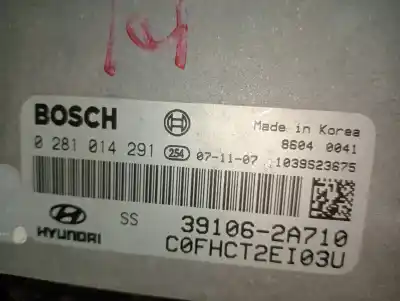 BOSCH
Made in Korea
8604 0041
0 281 014 291 254 07-11-07 1039S23675
HYUNDAI
SS
39106-2A710
C0FHCT2EI03U